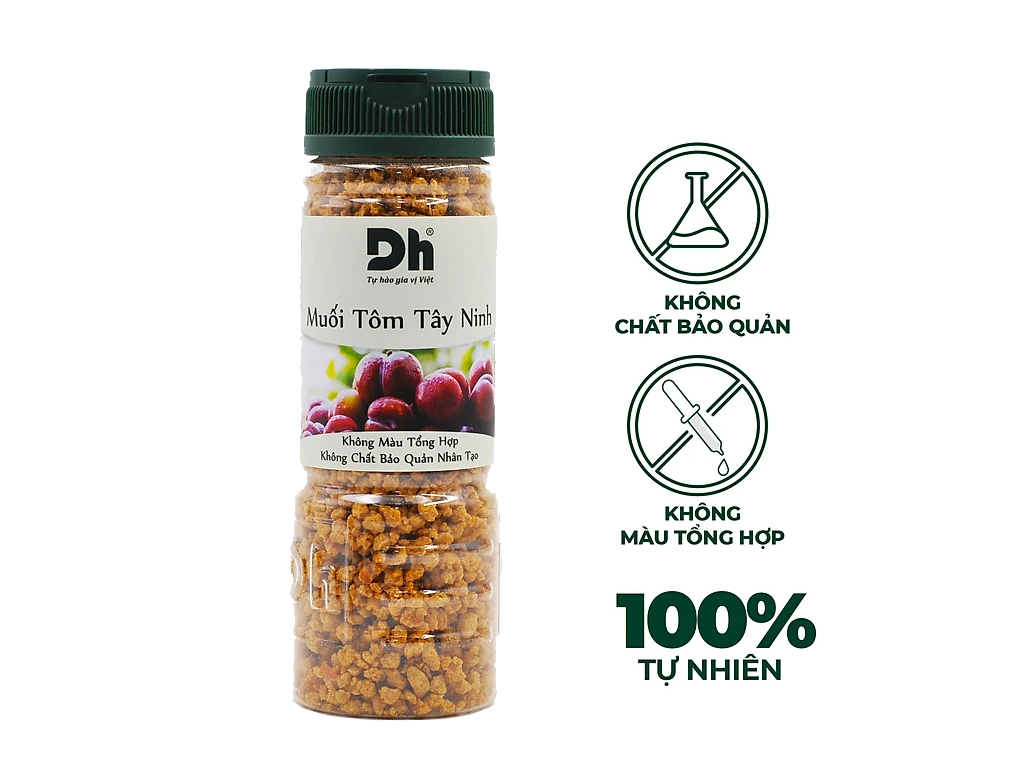 Dh®
Tự hào gia vị Việt
Muối Tôm Tây Ninh
Không Màu Tổng Hợp
Không Chất Bảo Quản Nhân Tạo
Dh
KHÔNG
CHẤT BẢO QUẢN
KHÔNG
MÀU TỔNG HỢP
100%
TỰ NHIÊN